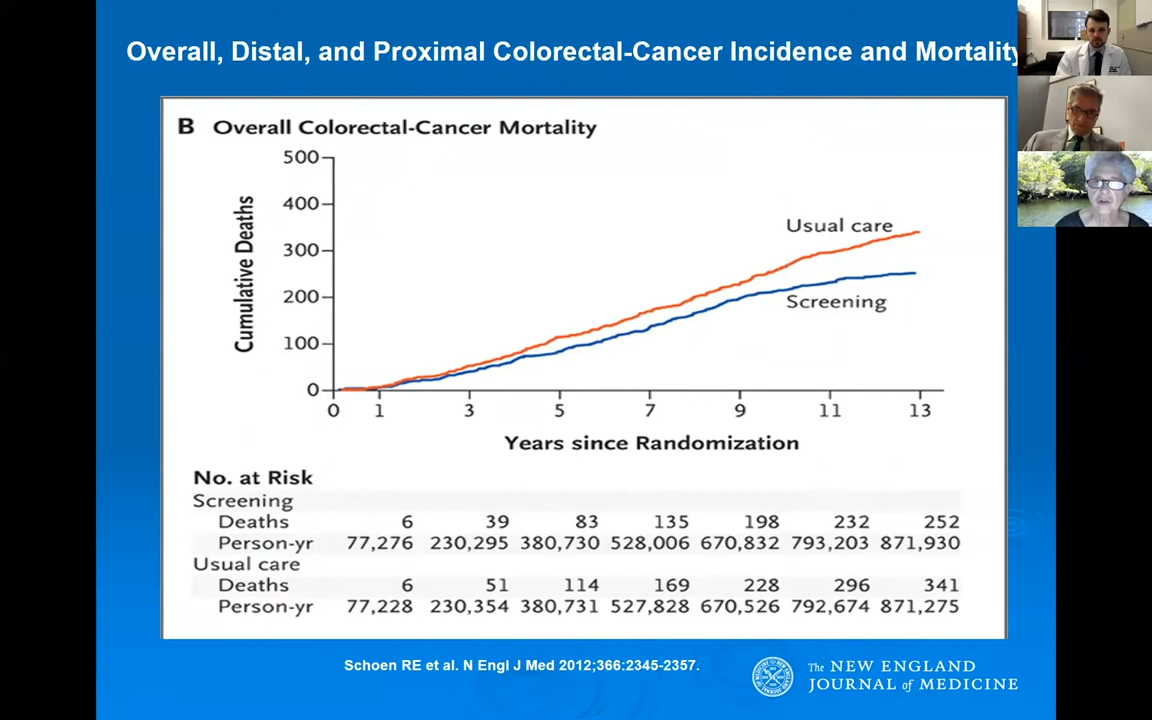 Overall, Distal, and Proximal Colorectal-Cancer Incidence and Mortality
B Overall Colorectal-Cancer Mortality
500
400
300
200
100
0
Cumulative Deaths
Usual care
Screening
0 1 3 5 7 9 11 13
Years since Randomization
No. at Risk
Screening
Deaths 6 39 83 135 198 232 252
Person-yr 77,276 230,295 380,730 528,006 670,832 793,203 871,930
Usual care
Deaths 6 51 114 169 228 296 341
Person-yr 77,228 230,354 380,731 527,828 670,526 792,674 871,275
Schoen RE et al. N Engl J Med 2012;366:2345-2357.
The NEW ENGLAND
JOURNAL of MEDICINE